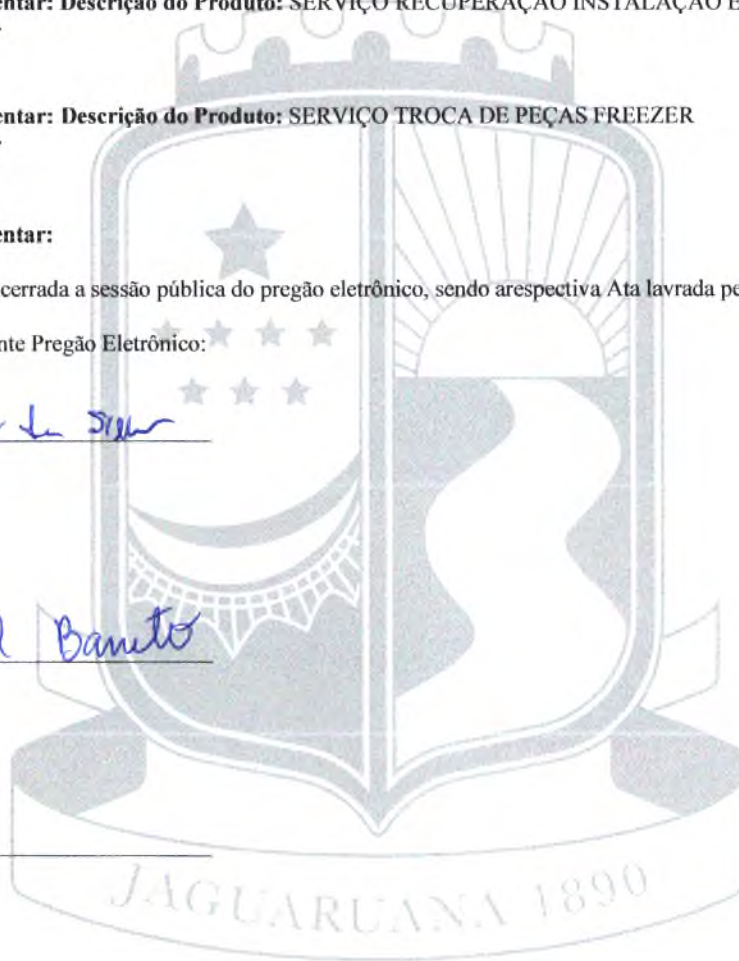 entar: Descrição do Produto: SERVIÇO RECUPERAÇÃO INSTALAÇÃO E
entar: Descrição do Produto: SERVIÇO TROCA DE PEÇAS FREEZER
entar:
cerrada a sessão pública do pregão eletrônico, sendo arespectiva Ata lavrada pe
nte Pregão Eletrônico:
Barreto
JAGUARUANA 1890